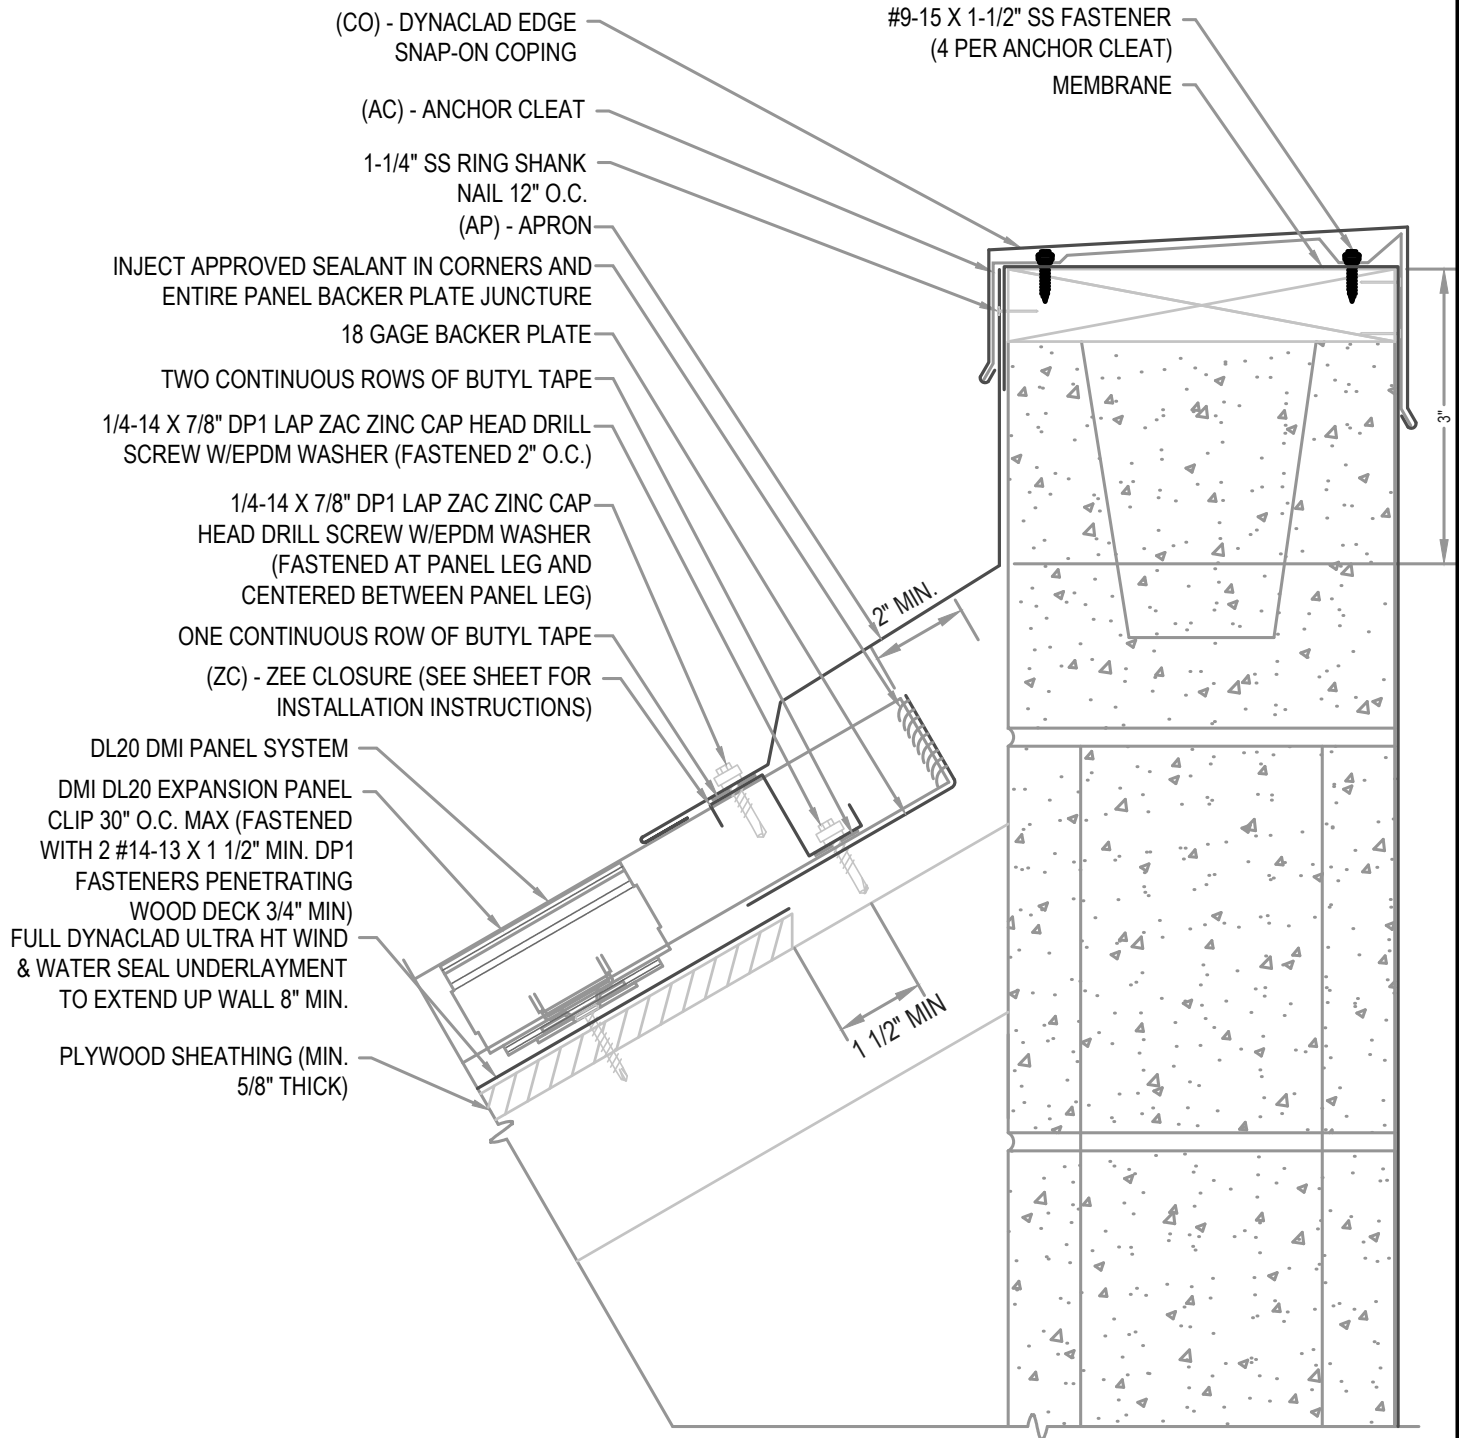 (CO) - DYNACLAD EDGE
SNAP-ON COPING
#9-15 X 1-1/2" SS FASTENER
(4 PER ANCHOR CLEAT)
MEMBRANE
(AC) - ANCHOR CLEAT
1-1/4" SS RING SHANK
NAIL 12" O.C.
(AP) - APRON
INJECT APPROVED SEALANT IN CORNERS AND
ENTIRE PANEL BACKER PLATE JUNCTURE
18 GAGE BACKER PLATE
TWO CONTINUOUS ROWS OF BUTYL TAPE
1/4-14 X 7/8" DP1 LAP ZAC ZINC CAP HEAD DRILL
SCREW W/EPDM WASHER (FASTENED 2" O.C.)
1/4-14 X 7/8" DP1 LAP ZAC ZINC CAP
HEAD DRILL SCREW W/EPDM WASHER
(FASTENED AT PANEL LEG AND
CENTERED BETWEEN PANEL LEG)
ONE CONTINUOUS ROW OF BUTYL TAPE
(ZC) - ZEE CLOSURE (SEE SHEET FOR
INSTALLATION INSTRUCTIONS)
DL20 DMI PANEL SYSTEM
DMI DL20 EXPANSION PANEL
CLIP 30" O.C. MAX (FASTENED
WITH 2 #14-13 X 1 1/2" MIN. DP1
FASTENERS PENETRATING
WOOD DECK 3/4" MIN)
FULL DYNACLAD ULTRA HT WIND
& WATER SEAL UNDERLAYMENT
TO EXTEND UP WALL 8" MIN.
PLYWOOD SHEATHING (MIN.
5/8" THICK)
2" MIN.
1 1/2" MIN
3"